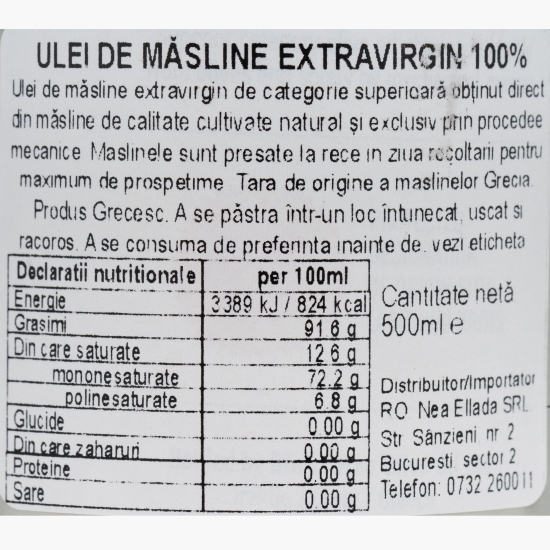 ULEI DE MĂSLINE EXTRAVIRGIN 100%
Ulei de măsline extravirgin de categorie superioară obţinut direct
din măsline de calitate cultivate natural şi exclusiv prin procedee
mecanice Maslinele sunt presate la rece in ziua recoltarii pentru
maximum de prospetime Tara de origine a maslinelor Grecia.
Produs Grecesc. A se păstra într-un loc întunecat, uscat si
racoros. A se consuma de preferinta inainte de. vezi eticheta
Declaratii nutritionale per 100ml
Energie 3389 kJ / 824 kcal
Grasimi 91 6 g
Din care saturate 12 6 g
mononesaturate 72.2 g
polinesaturate 6.8 g
Glucide 0 00 g
Din care zaharuri 0.00 g
Proteine 0.00 g
Sare 0.00 g
Cantitate netă
500ml e
Distribuitor/Importator
RO Nea Ellada SRL
Str Sânzieni nr 2
Bucuresti sector 2
Telefon: 0732 260011